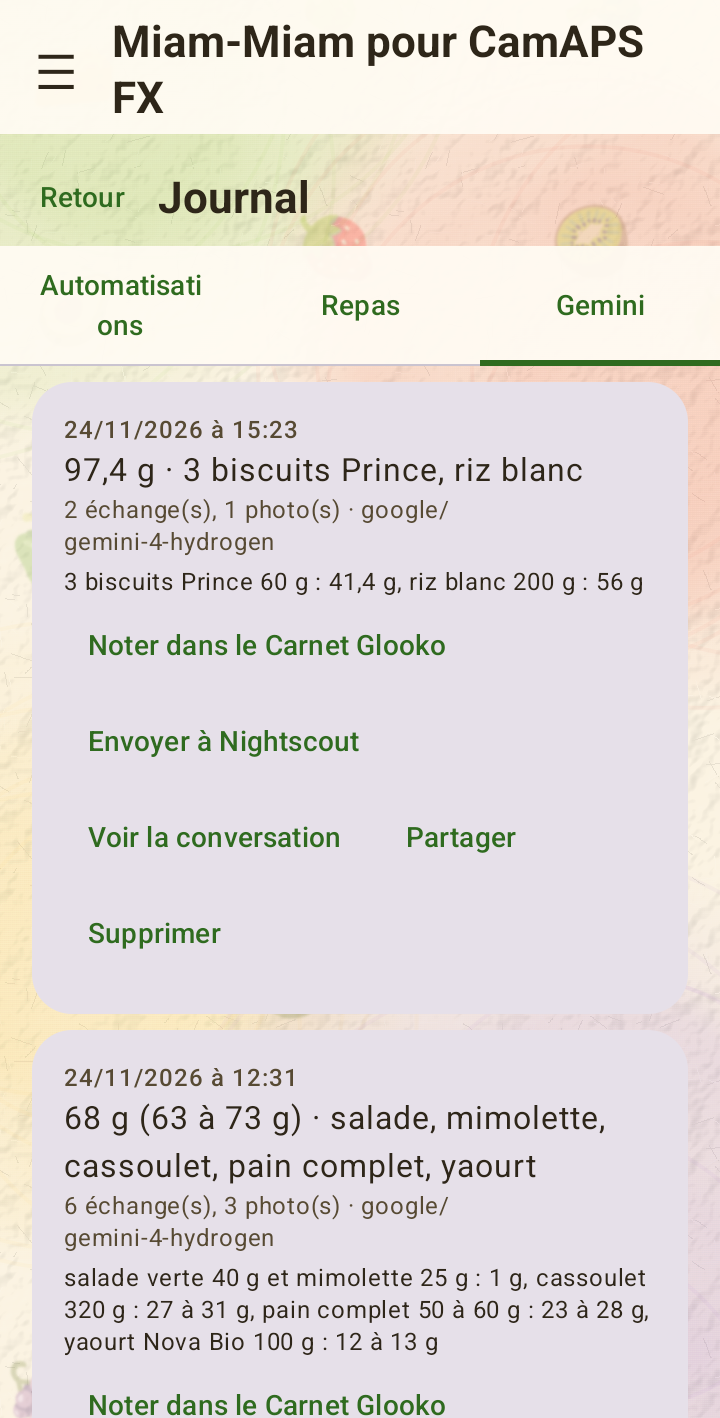 Miam-Miam pour CamAPS
FX
Retour Journal
Automatisati
ons
Repas
Gemini
24/11/2026 à 15:23
97,4 g · 3 biscuits Prince, riz blanc
2 échange(s), 1 photo(s) · google/
gemini-4-hydrogen
3 biscuits Prince 60 g : 41,4 g, riz blanc 200 g : 56 g
Noter dans le Carnet Glooko
Envoyer à Nightscout
Voir la conversation Partager
Supprimer
24/11/2026 à 12:31
68 g (63 à 73 g) · salade, mimolette,
cassoulet, pain complet, yaourt
6 échange(s), 3 photo(s) · google/
gemini-4-hydrogen
salade verte 40 g et mimolette 25 g : 1 g, cassoulet
320 g : 27 à 31 g, pain complet 50 à 60 g : 23 à 28 g,
yaourt Nova Bio 100 g : 12 à 13 g
Noter dans le Carnet Glooko